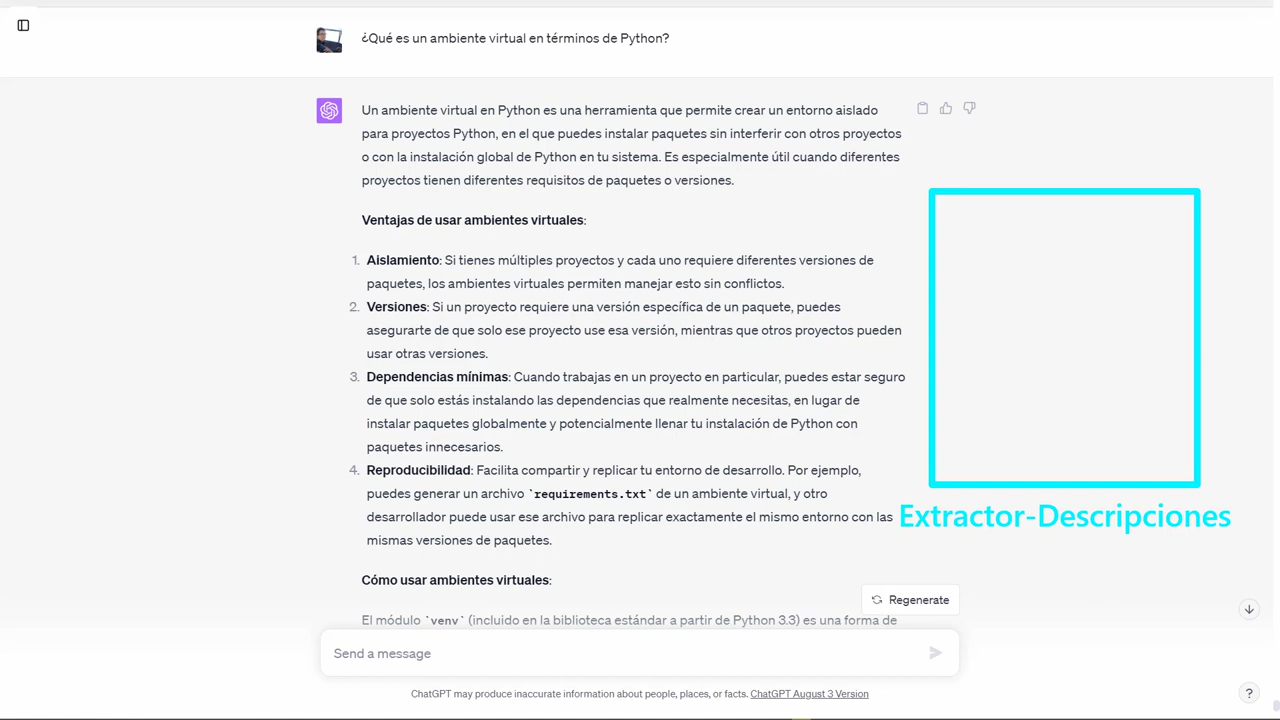 ¿Qué es un ambiente virtual en términos de Python?
Un ambiente virtual en Python es una herramienta que permite crear un entorno aislado
para proyectos Python, en el que puedes instalar paquetes sin interferir con otros proyectos
o con la instalación global de Python en tu sistema. Es especialmente útil cuando diferentes
proyectos tienen diferentes requisitos de paquetes o versiones.
Ventajas de usar ambientes virtuales:
1. Aislamiento: Si tienes múltiples proyectos y cada uno requiere diferentes versiones de
paquetes, los ambientes virtuales permiten manejar esto sin conflictos.
2. Versiones: Si un proyecto requiere una versión específica de un paquete, puedes
asegurarte de que solo ese proyecto use esa versión, mientras que otros proyectos pueden
usar otras versiones.
3. Dependencias mínimas: Cuando trabajas en un proyecto en particular, puedes estar seguro
de que solo estás instalando las dependencias que realmente necesitas, en lugar de
instalar paquetes globalmente y potencialmente llenar tu instalación de Python con
paquetes innecesarios.
4. Reproducibilidad: Facilita compartir y replicar tu entorno de desarrollo. Por ejemplo,
puedes generar un archivo `requirements.txt` de un ambiente virtual, y otro
desarrollador puede usar ese archivo para replicar exactamente el mismo entorno con las
mismas versiones de paquetes.
Extractor-Descripciones
Cómo usar ambientes virtuales:
Regenerate
El módulo `venv` (incluido en la biblioteca estándar a partir de Python 3.3) es una forma de
Send a message
ChatGPT may produce inaccurate information about people, places, or facts. ChatGPT August 3 Version
?